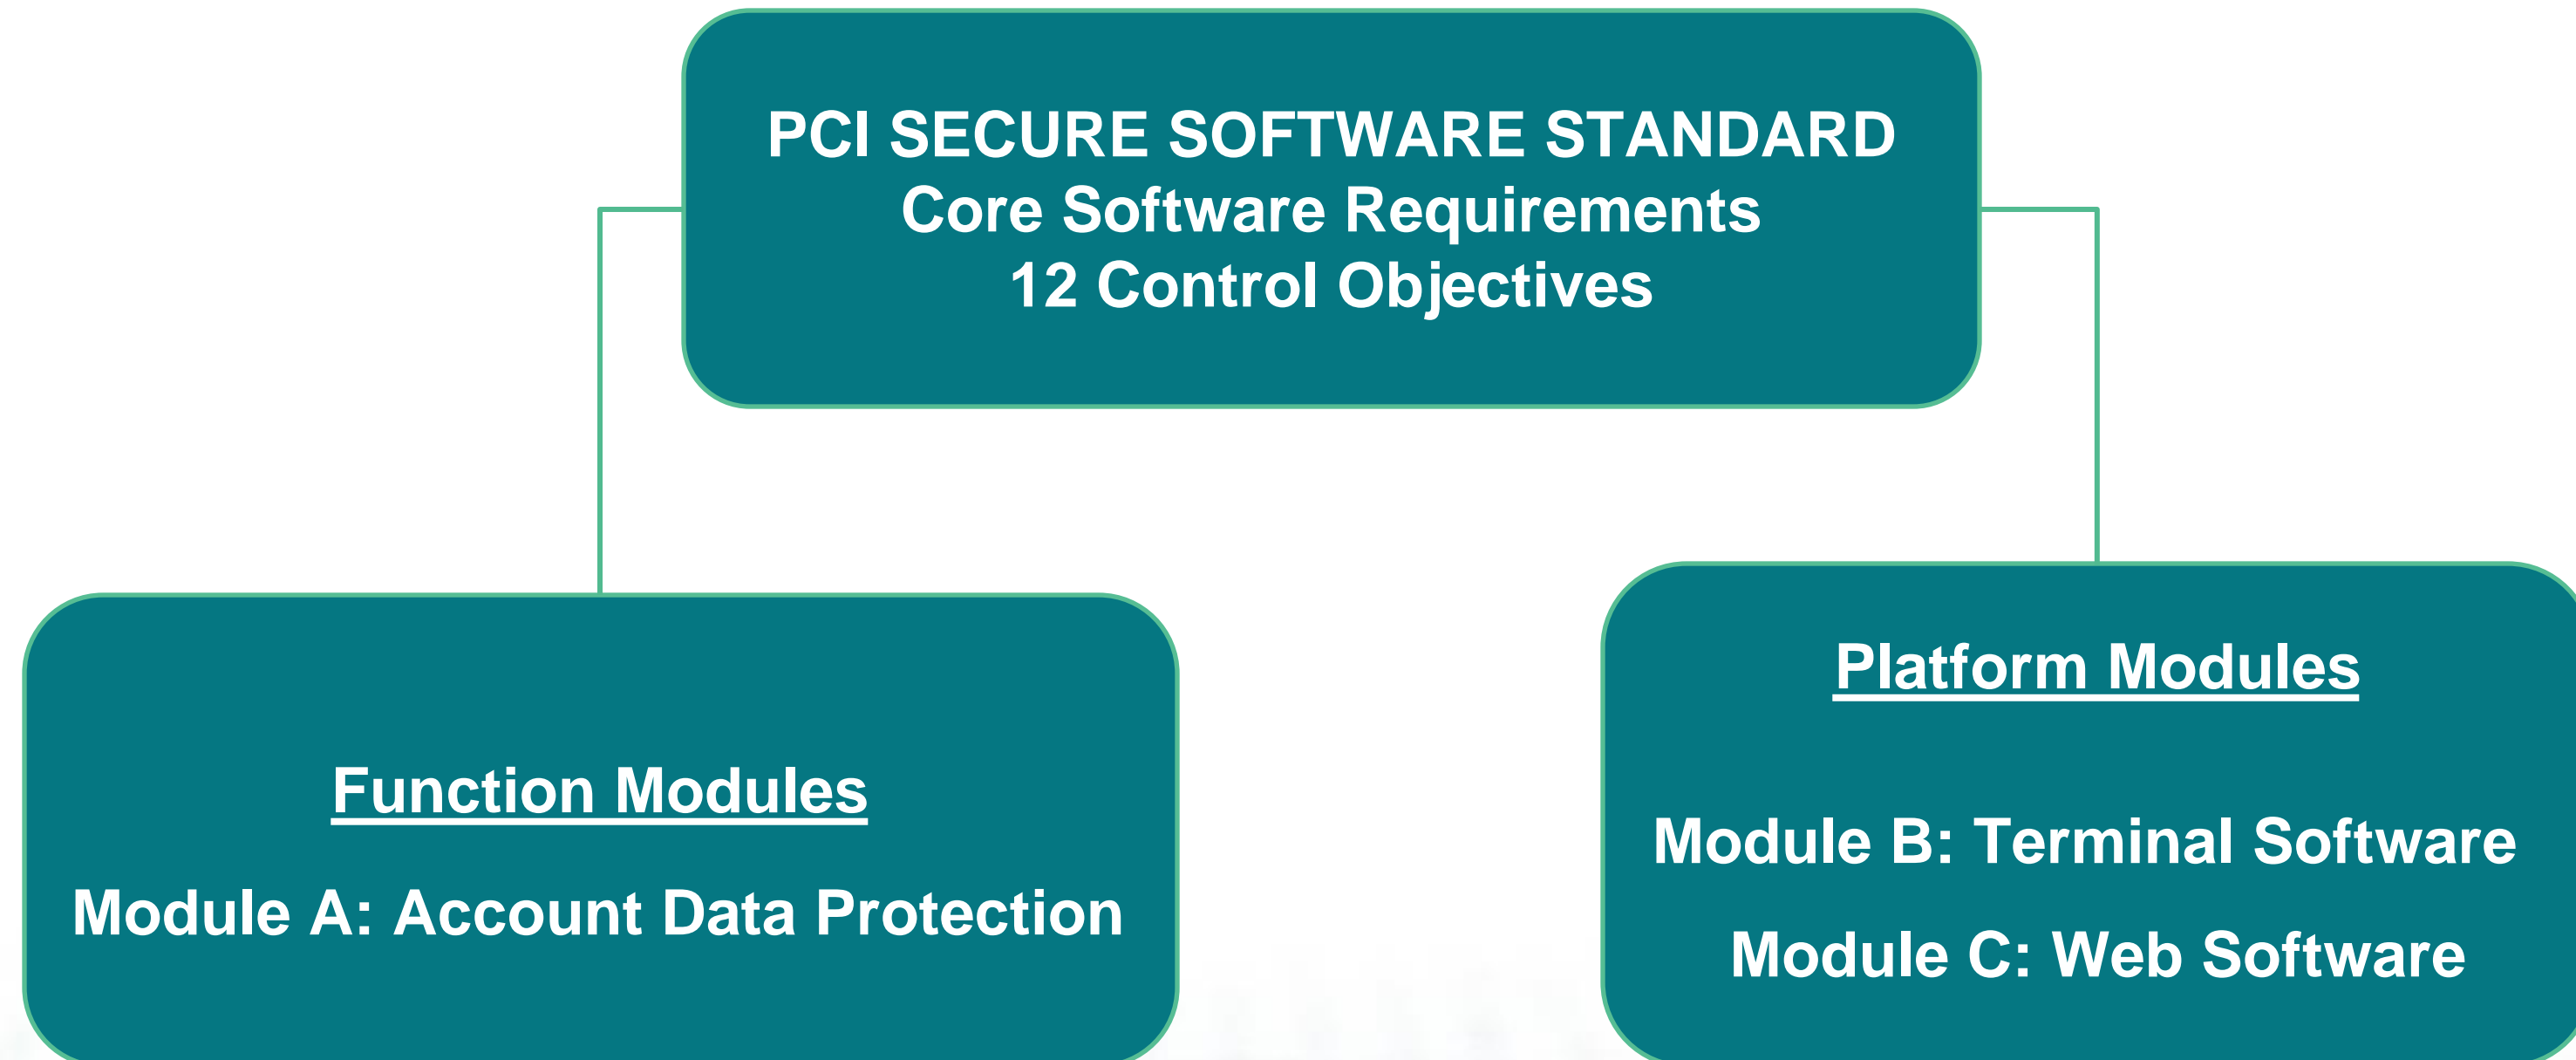 PCI SECURE SOFTWARE STANDARD
Core Software Requirements
12 Control Objectives
Function Modules
Module A: Account Data Protection
Platform Modules
Module B: Terminal Software
Module C: Web Software